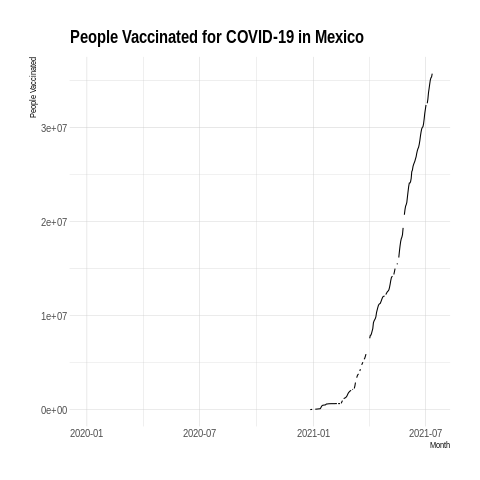 People Vaccinated for COVID-19 in Mexico
People Vaccinated
3e+07
2e+07
1e+07
0e+00
2020-01 2020-07 2021-01 2021-07
Month